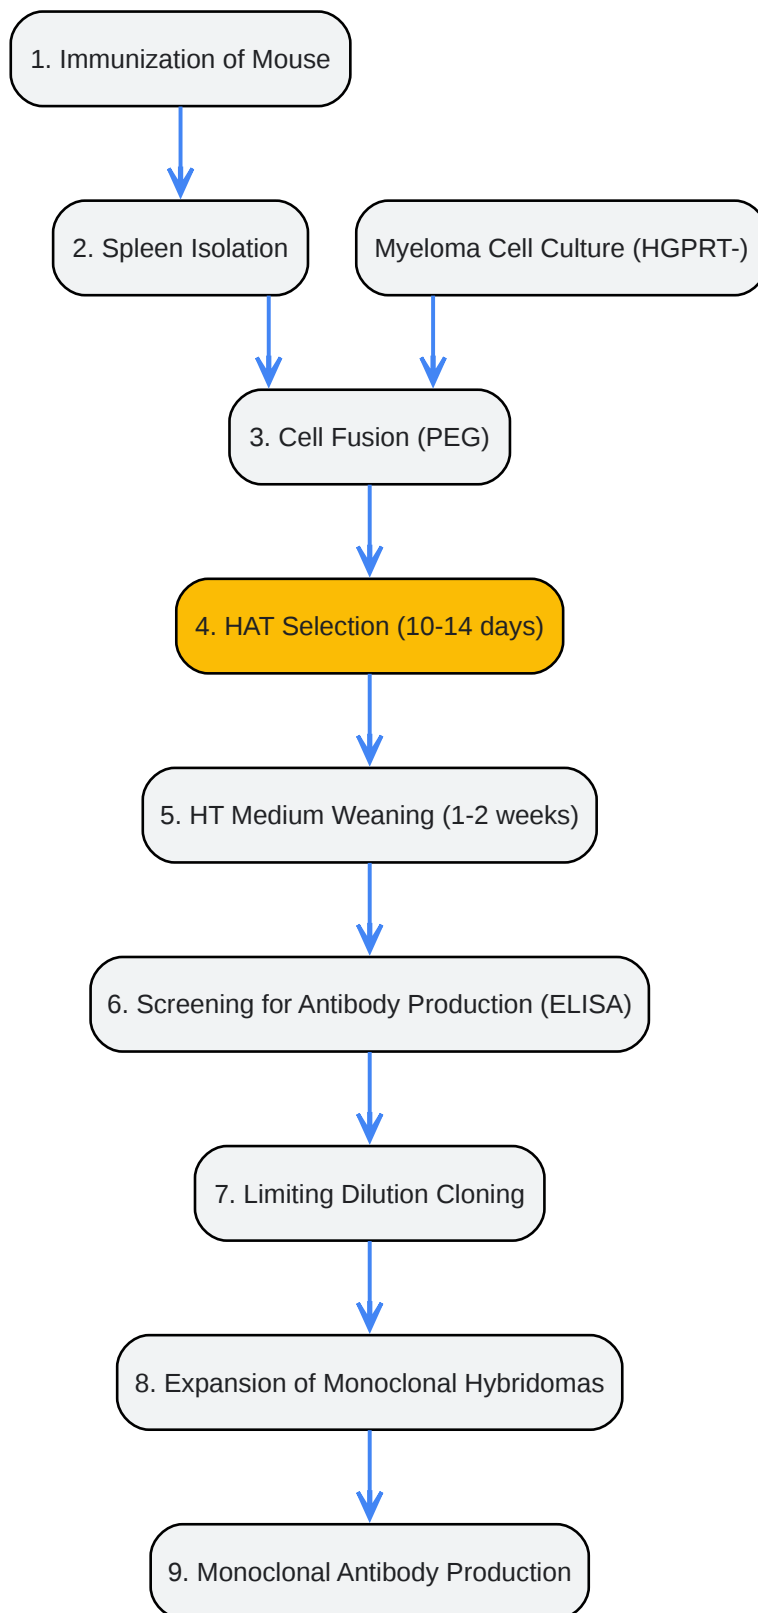 1. Immunization of Mouse
2. Spleen Isolation
Myeloma Cell Culture (HGPRT-)
3. Cell Fusion (PEG)
4. HAT Selection (10-14 days)
5. HT Medium Weaning (1-2 weeks)
6. Screening for Antibody Production (ELISA)
7. Limiting Dilution Cloning
8. Expansion of Monoclonal Hybridomas
9. Monoclonal Antibody Production